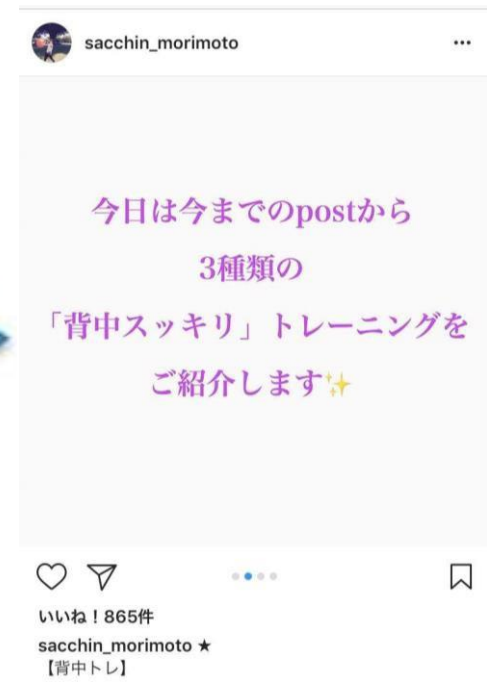 sacchin_morimoto
今日は今までのpostから
3種類の
「背中スッキリ」トレーニングを
ご紹介します✨
いいね！865件
sacchin_morimoto ★
【背中トレ】